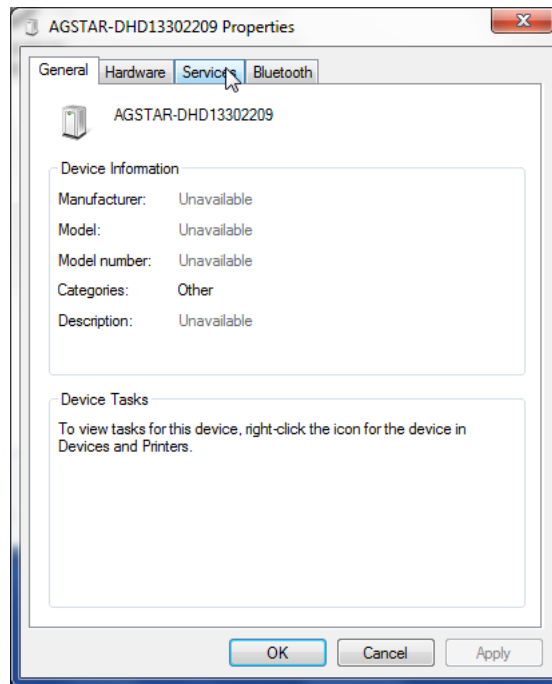 AGSTAR-DHD13302209 Properties
General Hardware Services Bluetooth
AGSTAR-DHD13302209
Device Information
Manufacturer: Unavailable
Model: Unavailable
Model number: Unavailable
Categories: Other
Description: Unavailable
Device Tasks
To view tasks for this device, right-click the icon for the device in
Devices and Printers.
OK Cancel Apply